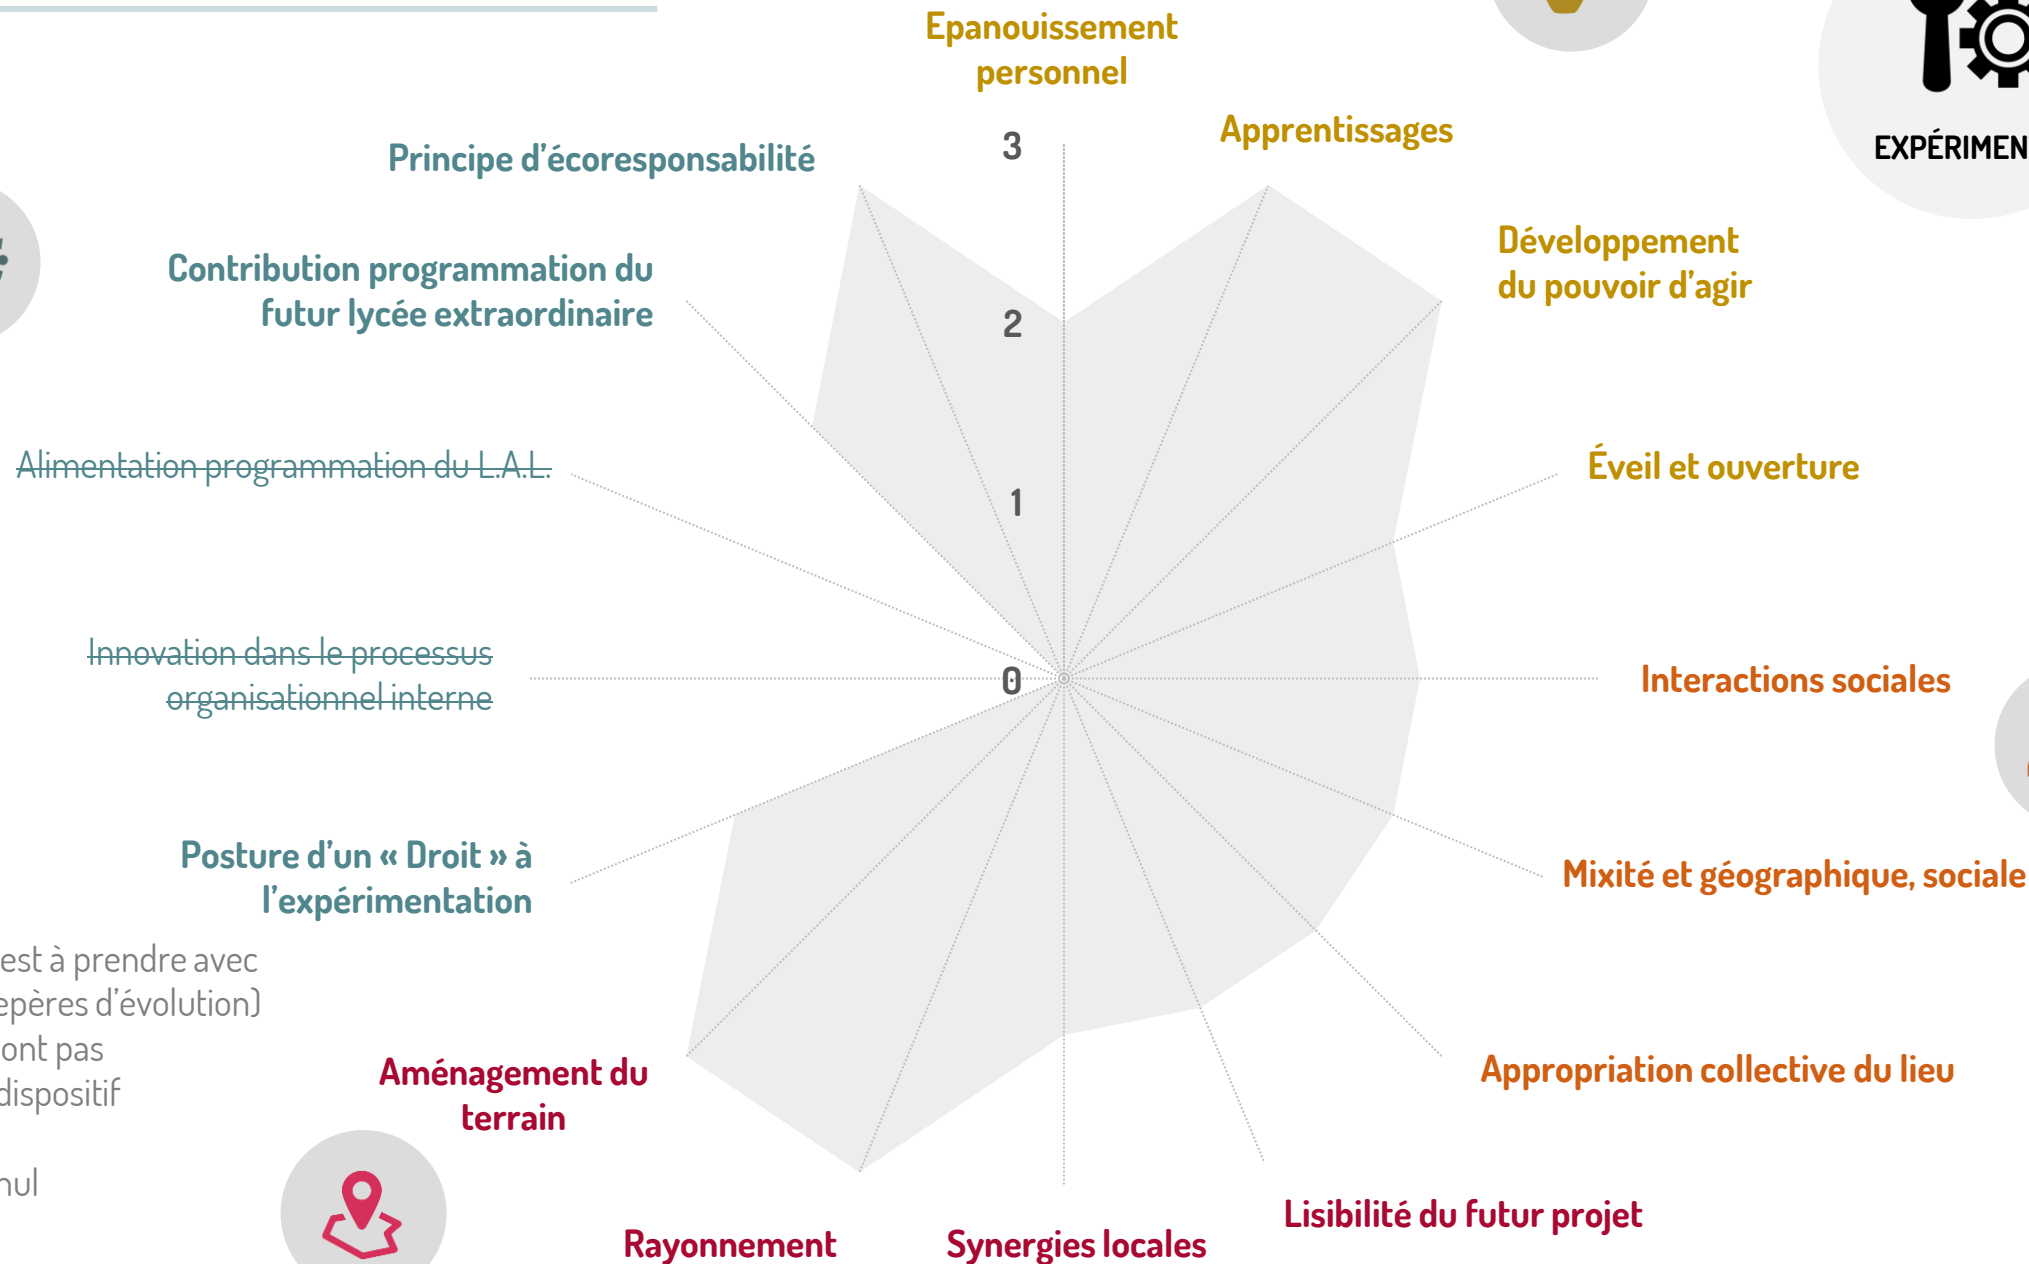 Epanouissement
personnel
Apprentissages
Principe d'écoresponsabilité
3
EXPÉRIMEN
Développement
du pouvoir d'agir
Contribution programmation du
futur lycée extraordinaire
2
Alimentation programmation du L.A.L.
Éveil et ouverture
1
Innovation dans le processus
organisationnel interne
0
Interactions sociales
Posture d'un « Droit » à
l'expérimentation
Mixité et géographique, sociale
est à prendre avec
epères d'évolution)
ont pas
dispositif
nul
Aménagement du
terrain
Appropriation collective du lieu
Rayonnement
Synergies locales
Lisibilité du futur projet